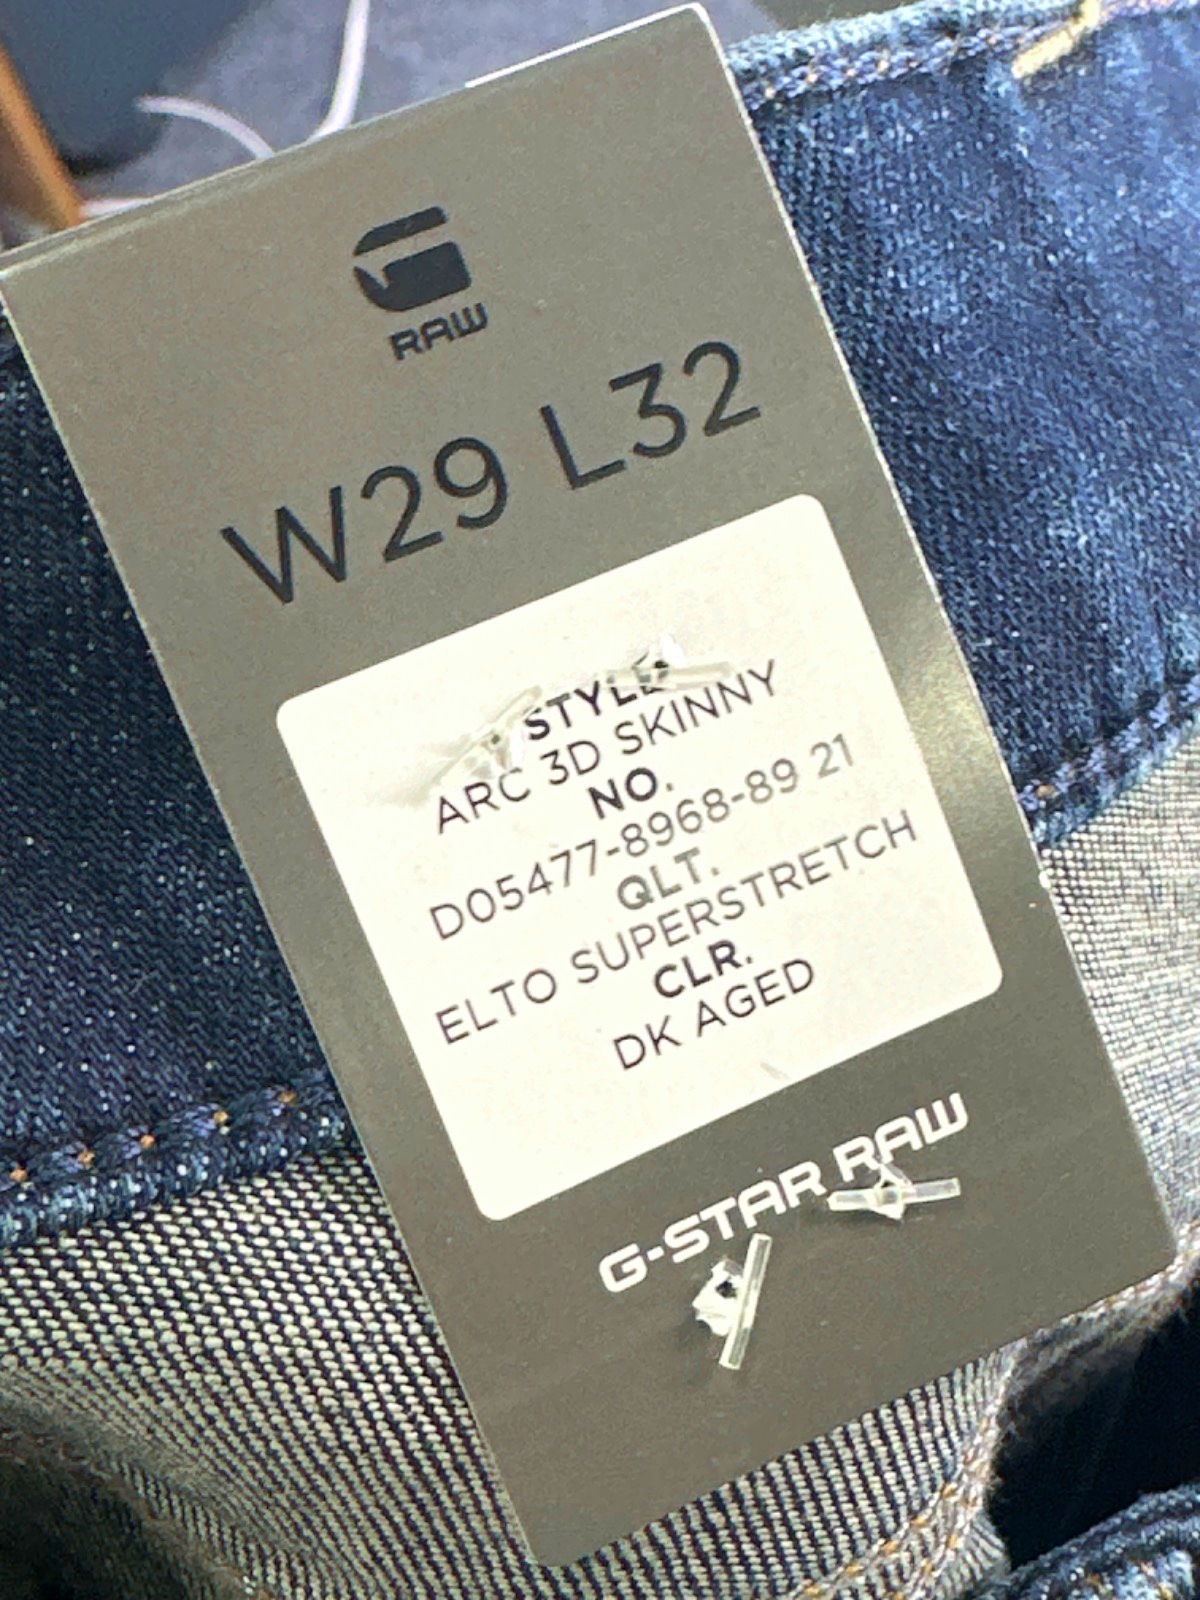 RAW
W29 L32
STYLE
ARC 3D SKINNY
NO.
D05477-8968-89 21
QLT.
ELTO SUPERSTRETCH
CLR.
DK AGED
G-STAR RAW